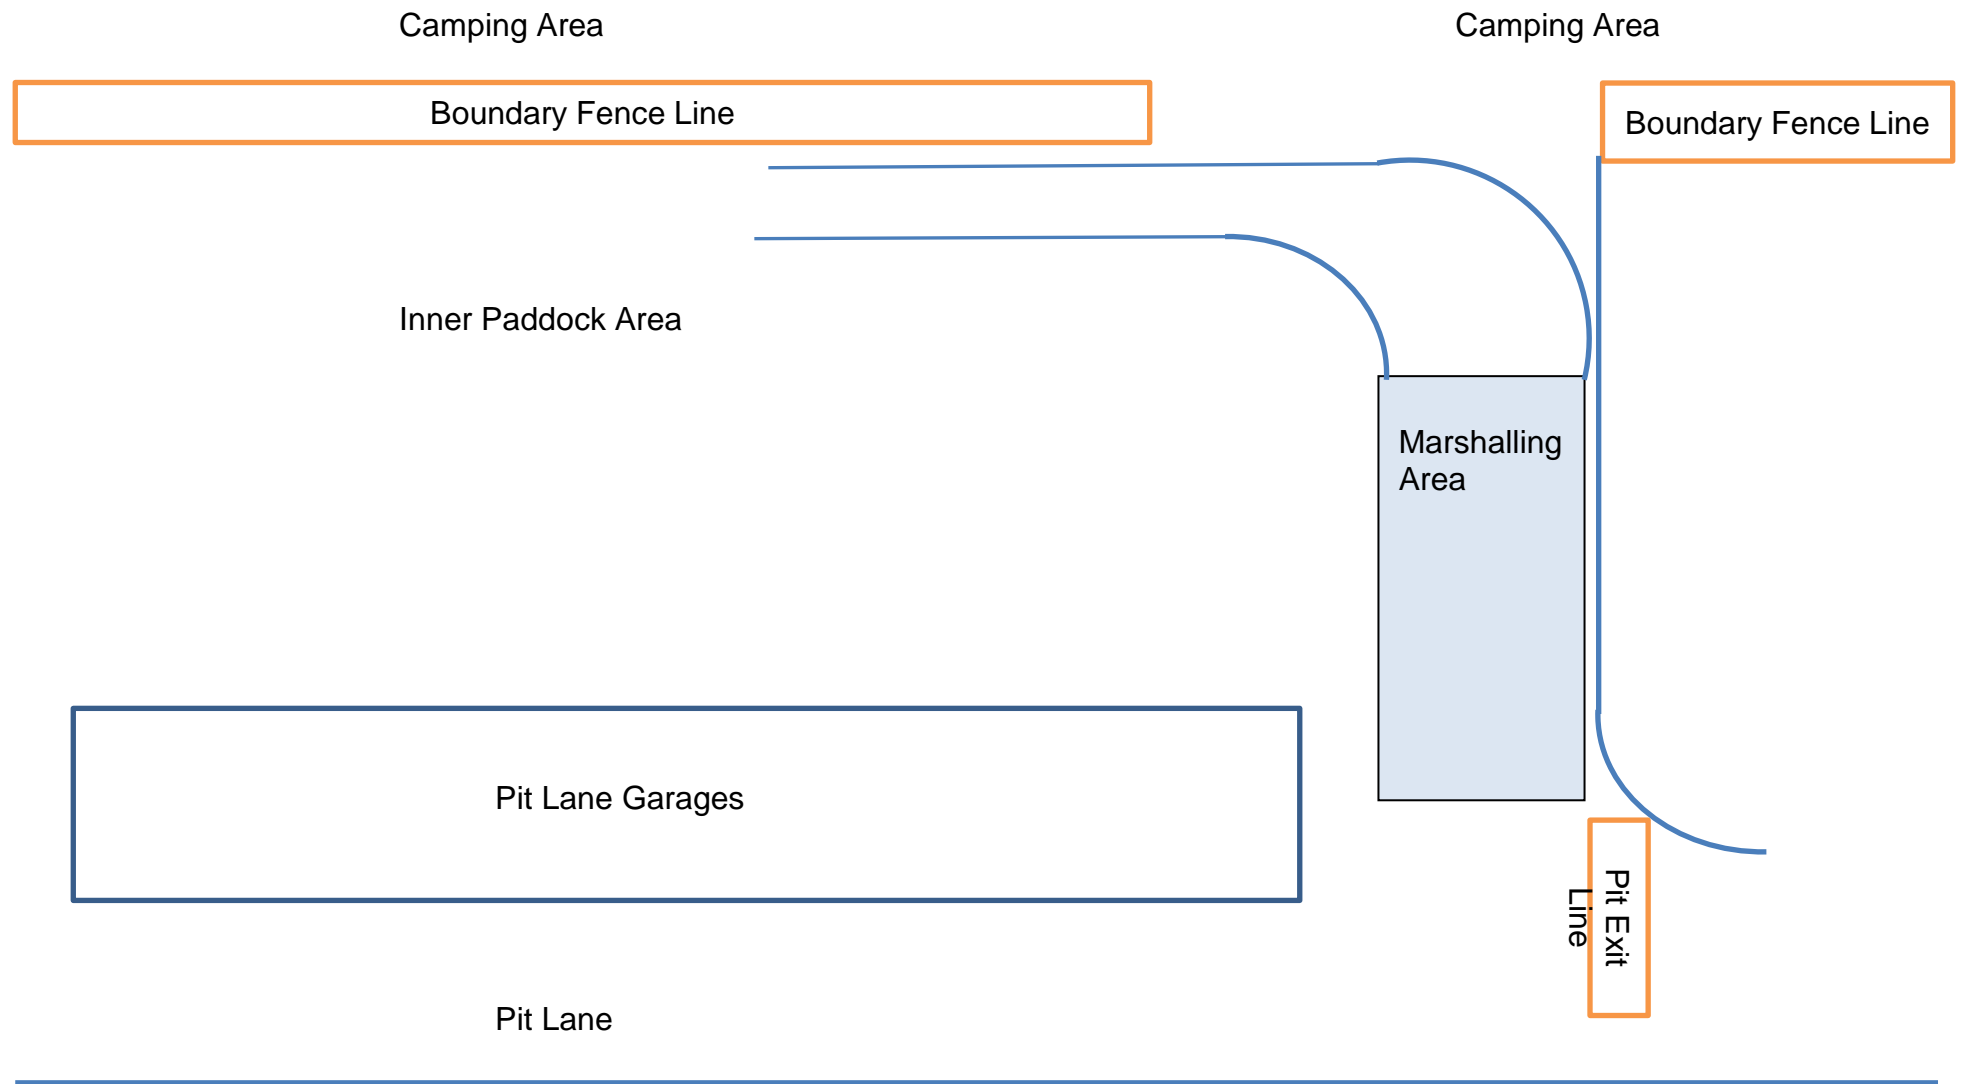 Camping Area
Camping Area
Boundary Fence Line
Boundary Fence Line
Inner Paddock Area
Marshalling
Area
Pit Lane Garages
Pit Exit
Line
Pit Lane